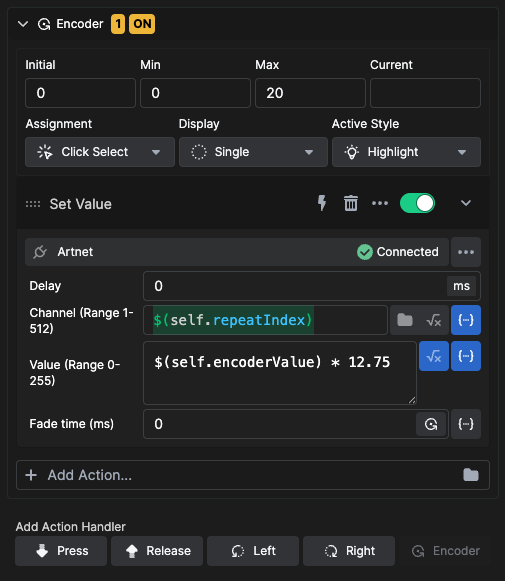 Encoder 1 ON
Initial Min Max Current
0 0 20
Assignment Display Active Style
Click Select Single Highlight
Set Value
Artnet Connected
Delay 0 ms
Channel (Range 1-
512)
$(self.repeatIndex)
√x {··}
Value (Range 0-
255)
$(self.encoderValue) * 12.75
√x {··}
Fade time (ms) 0 {··}
+ Add Action...
Add Action Handler
Press Release Left Right Encoder